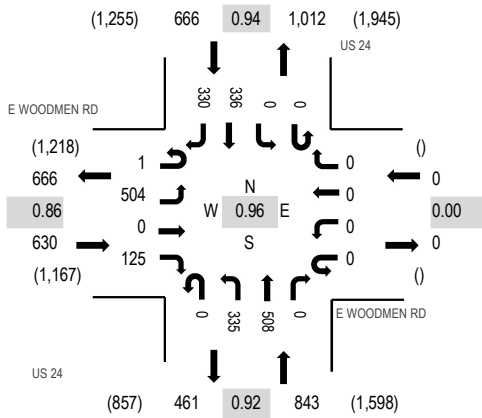 (1,255) 666 0.94 1,012 (1,945)
US 24
330 336 0 0
E WOODMEN RD
(1,218) ()
1 0
666 0
504 N 0
0.86 W 0.96 E 0.00
0 0
630 S 0
125 0
(1,167) ()
0 335 508 0
E WOODMEN RD
US 24
(857) 461 0.92 843 (1,598)